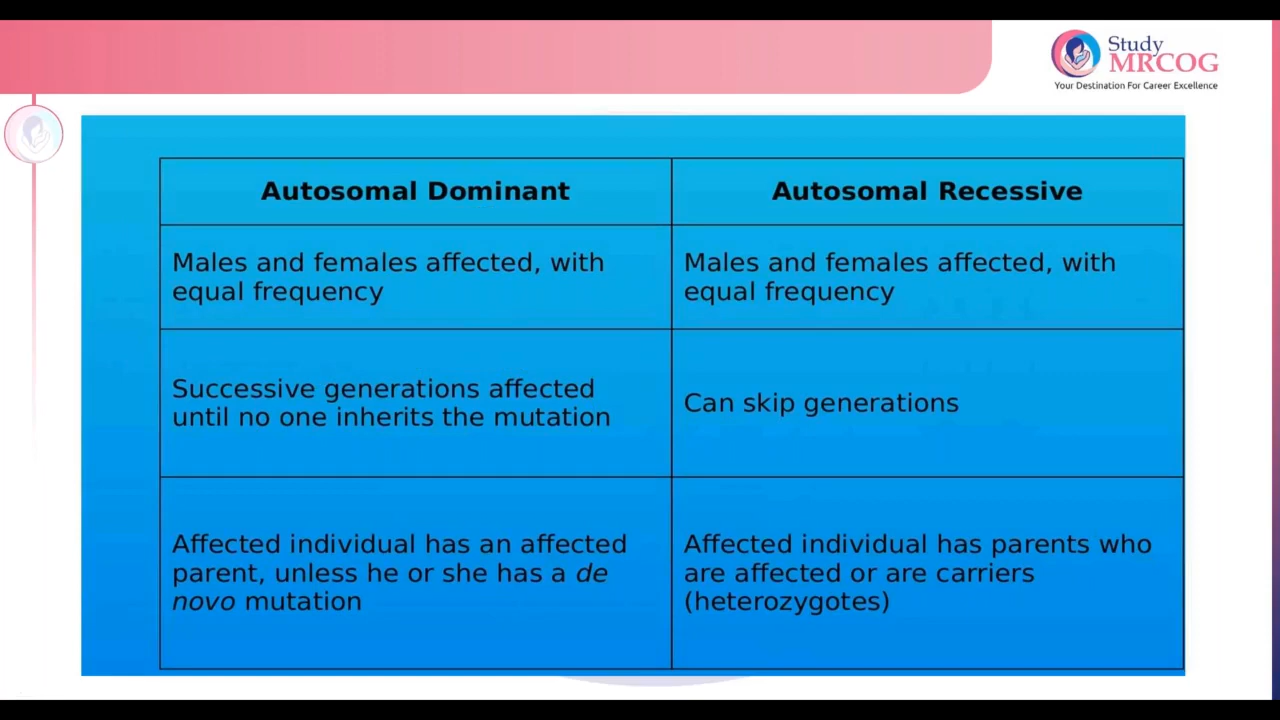 Study
MRCOG
Your Destination For Career Excellence
Autosomal Dominant
Autosomal Recessive
Males and females affected, with
equal frequency
Males and females affected, with
equal frequency
Successive generations affected
until no one inherits the mutation
Can skip generations
Affected individual has an affected
parent, unless he or she has a de
novo mutation
Affected individual has parents who
are affected or are carriers
(heterozygotes)